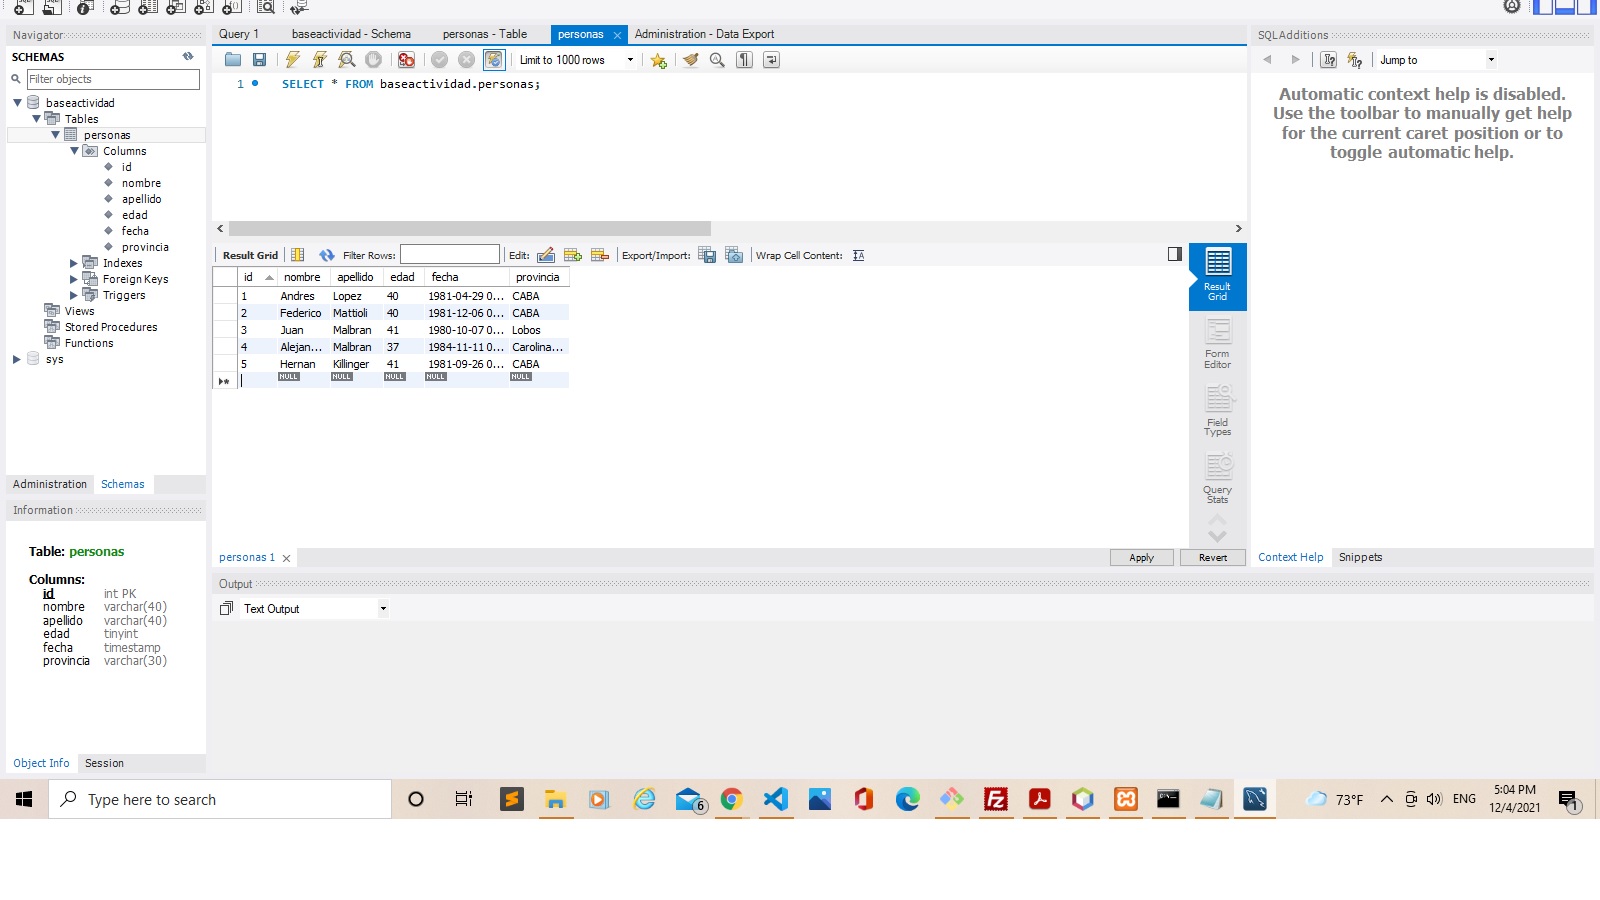 Navigator
SCHEMAS
Filter objects
baseactividad
Tables
personas
Columns
id
nombre
apellido
edad
fecha
provincia
Indexes
Foreign Keys
Triggers
Views
Stored Procedures
Functions
sys
Administration Schemas
Information
Table: personas
Columns:
id int PK
nombre varchar(40)
apellido varchar(40)
edad tinyint
fecha timestamp
provincia varchar(30)
Object Info Session
Query 1 baseactividad - Schema personas - Table personas Administration - Data Export
Limit to 1000 rows
1 SELECT * FROM baseactividad.personas;
Result Grid Filter Rows: Edit: Export/Import: Wrap Cell Content:
id nombre apellido edad fecha provincia
1 Andres Lopez 40 1981-04-29 0... CABA
2 Federico Mattioli 40 1981-12-06 0... CABA
3 Juan Malbran 41 1980-10-07 0... Lobos
4 Alejan... Malbran 37 1984-11-11 0... Carolina...
5 Hernan Killinger 41 1981-09-26 0... CABA
NULL NULL NULL NULL NULL
Result
Grid
Form
Editor
Field
Types
Query
Stats
personas 1 Apply Revert
Output
Text Output
SQLAdditions
Jump to
Automatic context help is disabled.
Use the toolbar to manually get help
for the current caret position or to
toggle automatic help.
Context Help Snippets
Type here to search
6
73°F
ENG
5:04 PM
12/4/2021
1